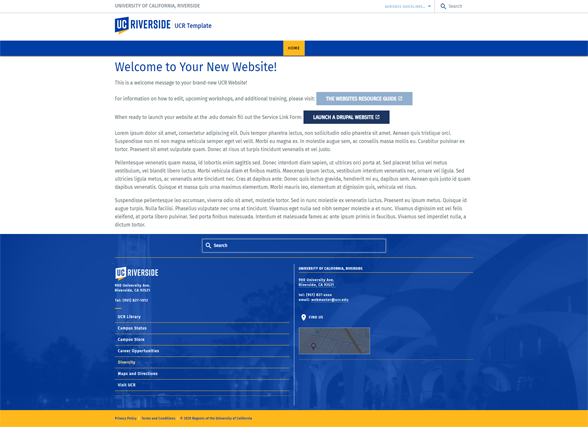 UNIVERSITY OF CALIFORNIA, RIVERSIDE
Search
UC RIVERSIDE UCR Template
HOME
Welcome to Your New Website!
This is a welcome message to your brand-new UCR Website!
For information on how to edit, upcoming workshops, and additional training, please visit: THE WEBSITES RESOURCE GUIDE
When ready to launch your website at the .edu domain fill out the Service Link Form: LAUNCH A DRUPAL WEBSITE
Lorem ipsum dolor sit amet, consectetur adipiscing elit. Duis tempor pharetra lectus, non sollicitudin odio pharetra sit amet. Aenean quis tristique orci.
Suspendisse non mi non magna vehicula semper eget vel velit. Morbi eu magna ex. In molestie augue sem, ac convallis massa mollis eu. Curabitur pulvinar ex
tortor. Praesent sit amet vulputate quam. Donec at risus ut turpis tincidunt venenatis et vel justo.
Pellentesque venenatis quam massa, id lobortis enim sagittis sed. Donec interdum diam sapien, ut ultrices orci porta at. Sed placerat tellus vel metus
vestibulum, vel blandit libero luctus. Morbi vehicula diam et finibus mattis. Maecenas ipsum lectus, vestibulum interdum venenatis nec, ornare vel ligula. Sed
ultricies ligula metus, ac venenatis ante tincidunt nec. Cras at dapibus ante. Donec quis lectus gravida, hendrerit mi eu, dapibus sem. Aenean quis justo id diam
dapibus venenatis. Quisque et massa quis urna maximus elementum. Morbi mauris leo, elementum at dignissim quis, vehicula vel risus.
Suspendisse pellentesque leo accumsan, viverra odio sit amet, molestie tortor. Sed in nunc molestie ex venenatis luctus. Praesent eu ipsum metus. Quisque id
augue velit. Nulla facilisi. Phasellus vulputate nec urna at tincidunt. Vivamus eget nulla sed nibh semper molestie a et nunc. Vivamus dignissim est vel felis
eleifend, at porta libero pulvinar. Sed porta finibus malesuada. Interdum et malesuada fames ac ante ipsum primis in faucibus. Vivamus sed imperdiet nulla, a
dictum tortor.
Search
UC RIVERSIDE
900 University Ave.
Riverside, CA 92521
Tel: (951) 827-1012
UCR Library
Campus Status
Campus Store
Career Opportunities
Diversity
Maps and Directions
Visit UCR
UNIVERSITY OF CALIFORNIA, RIVERSIDE
900 University Ave.
Riverside, CA 92521
tel: (951) 827-xxxx
email: webmaster@ucr.edu
FIND US
Privacy Policy Terms and Conditions © 2020 Regents of the University of California